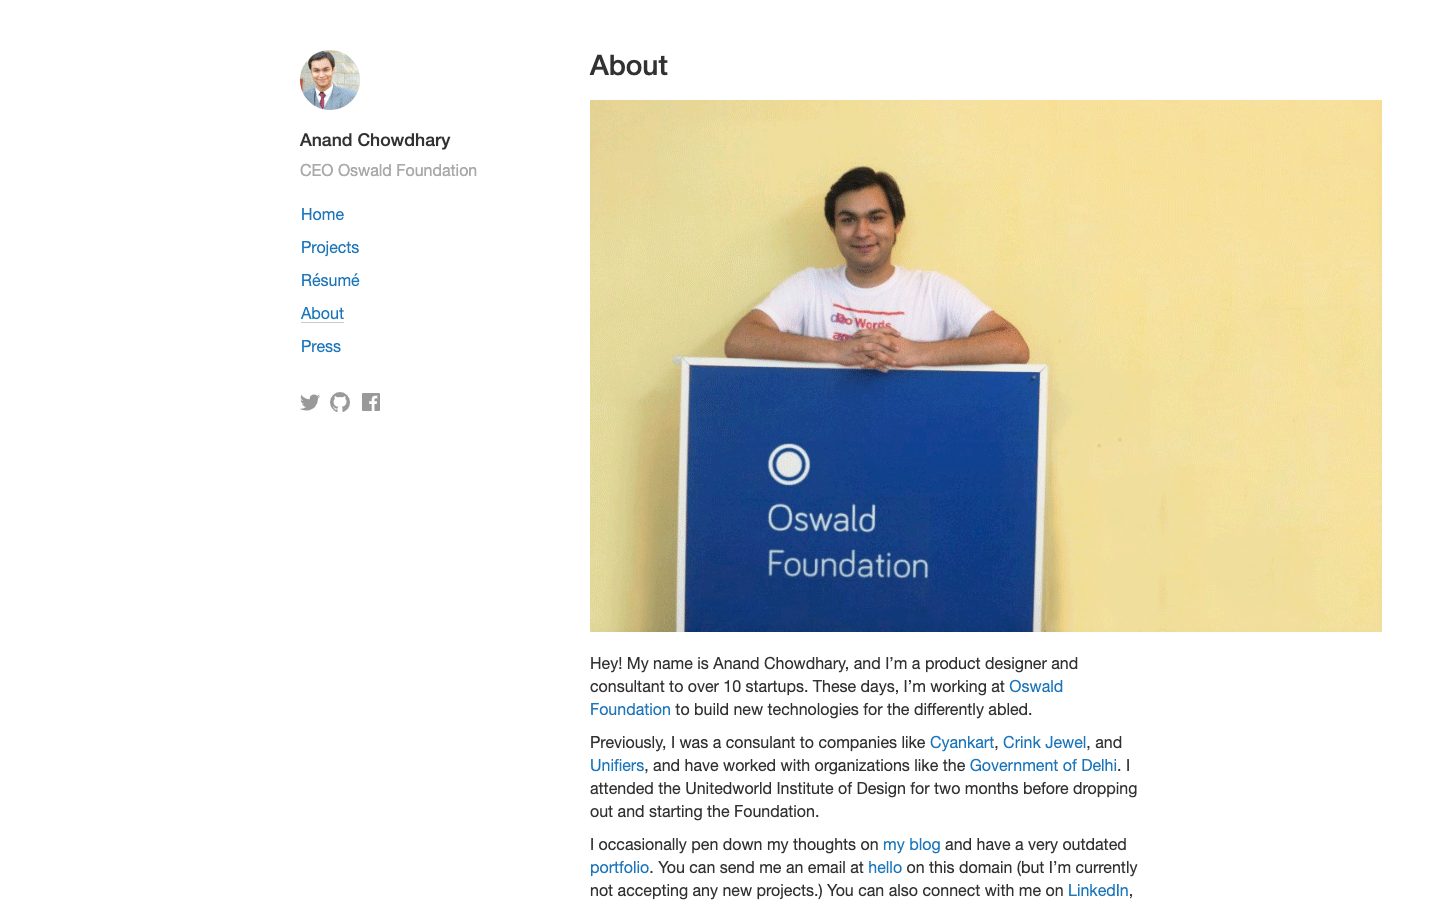 Anand Chowdhary
CEO Oswald Foundation
Home
Projects
Résumé
About
Press
About
Words
Oswald
Foundation
Hey! My name is Anand Chowdhary, and I’m a product designer and
consultant to over 10 startups. These days, I’m working at Oswald
Foundation to build new technologies for the differently abled.
Previously, I was a consulant to companies like Cyankart, Crink Jewel, and
Unifiers, and have worked with organizations like the Government of Delhi. I
attended the Unitedworld Institute of Design for two months before dropping
out and starting the Foundation.
I occasionally pen down my thoughts on my blog and have a very outdated
portfolio. You can send me an email at hello on this domain (but I’m currently
not accepting any new projects.) You can also connect with me on LinkedIn,